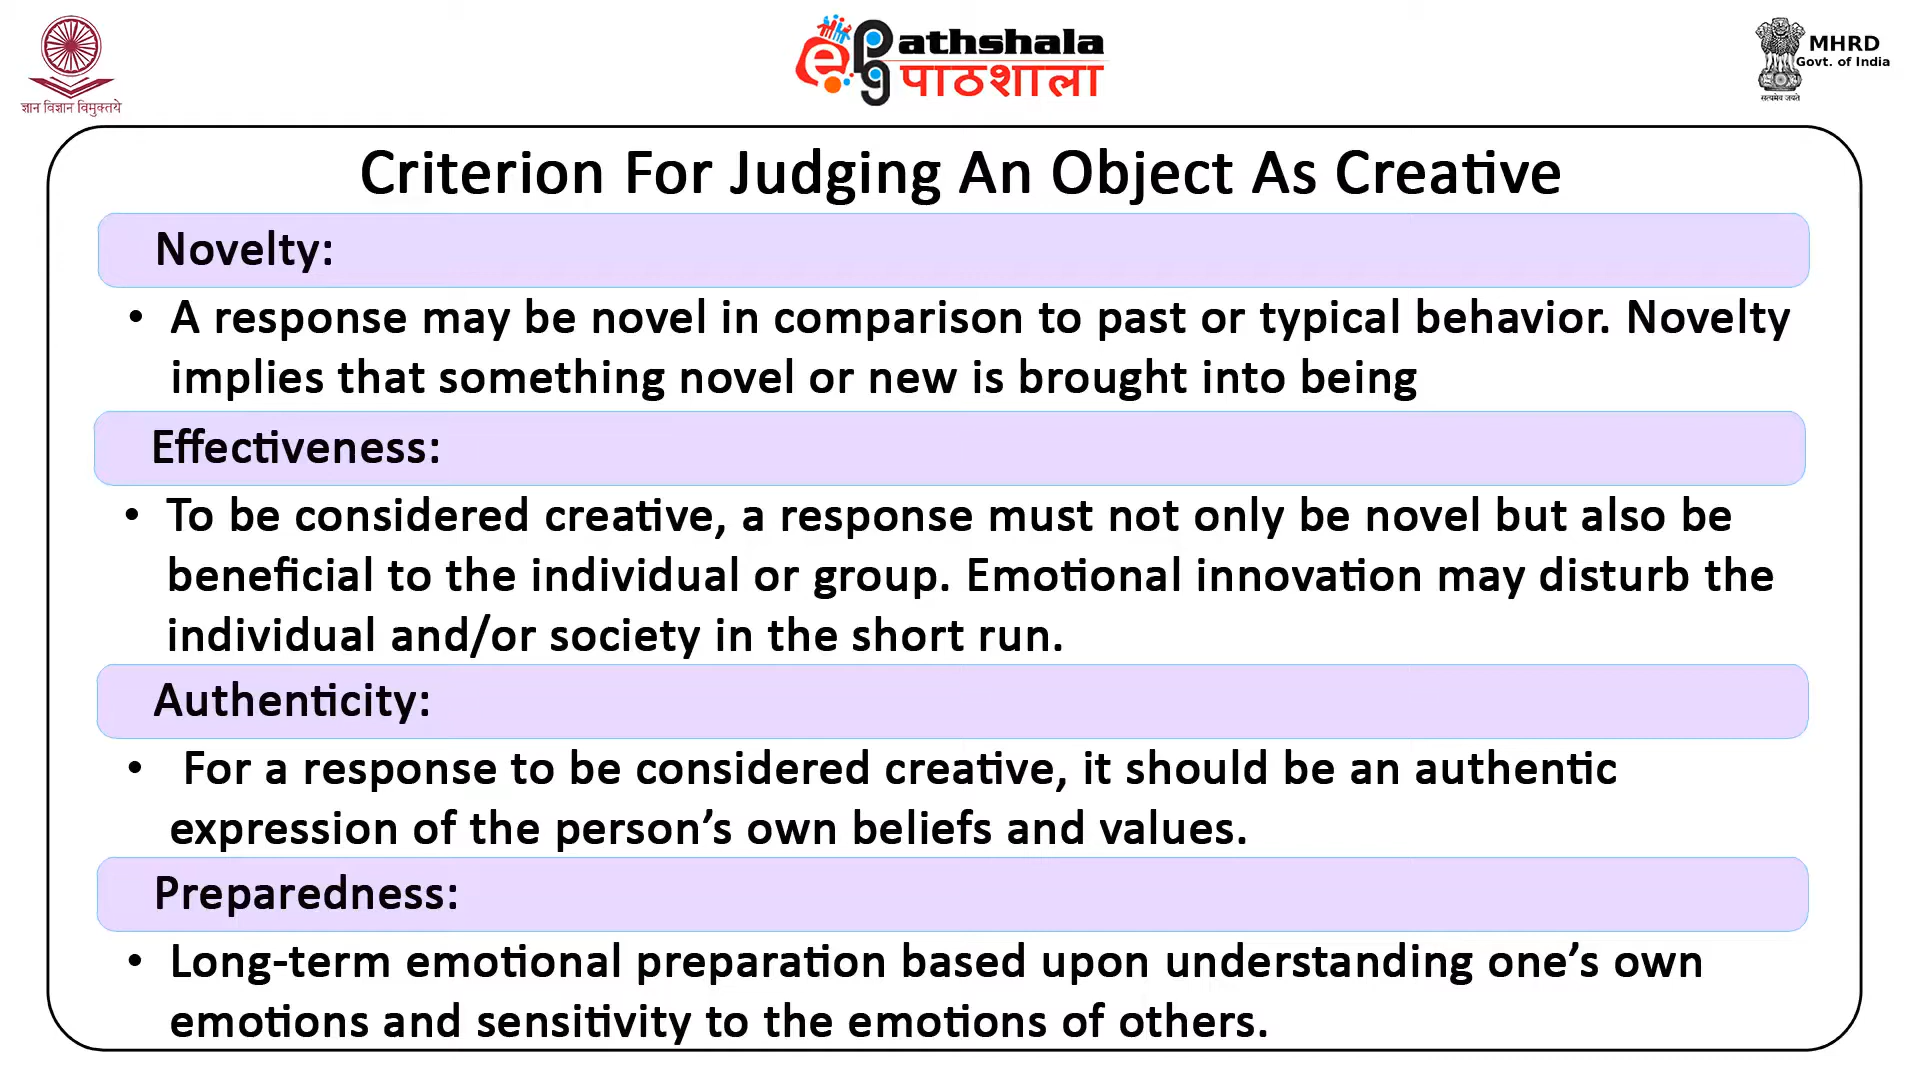 ज्ञान विज्ञान विमुक्तये
ePG Pathshala
पाठशाला
MHRD
Govt. of India
सत्यमेव जयते
Criterion For Judging An Object As Creative
Novelty:
• A response may be novel in comparison to past or typical behavior. Novelty
implies that something novel or new is brought into being
Effectiveness:
• To be considered creative, a response must not only be novel but also be
beneficial to the individual or group. Emotional innovation may disturb the
individual and/or society in the short run.
Authenticity:
• For a response to be considered creative, it should be an authentic
expression of the person’s own beliefs and values.
Preparedness:
• Long-term emotional preparation based upon understanding one’s own
emotions and sensitivity to the emotions of others.